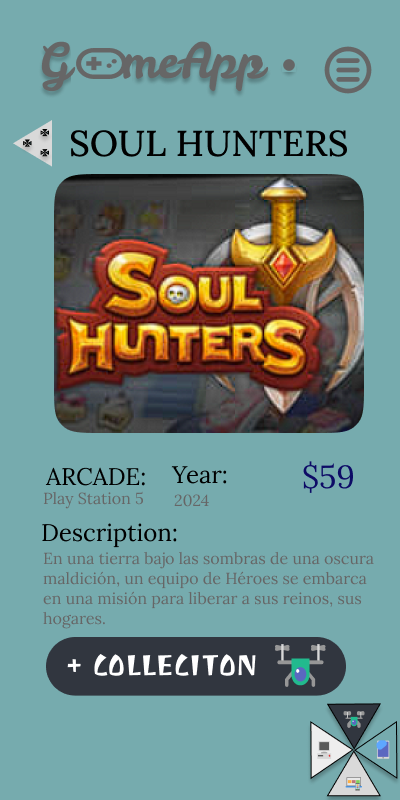 GameApp
SOUL HUNTERS
SOUL
HUNTERS
ARCADE: Year: $59
Play Station 5 2024
Description:
En una tierra bajo las sombras de una oscura
maldición, un equipo de Héroes se embarca
en una misión para liberar a sus reinos, sus
hogares.
+ COLLECITON